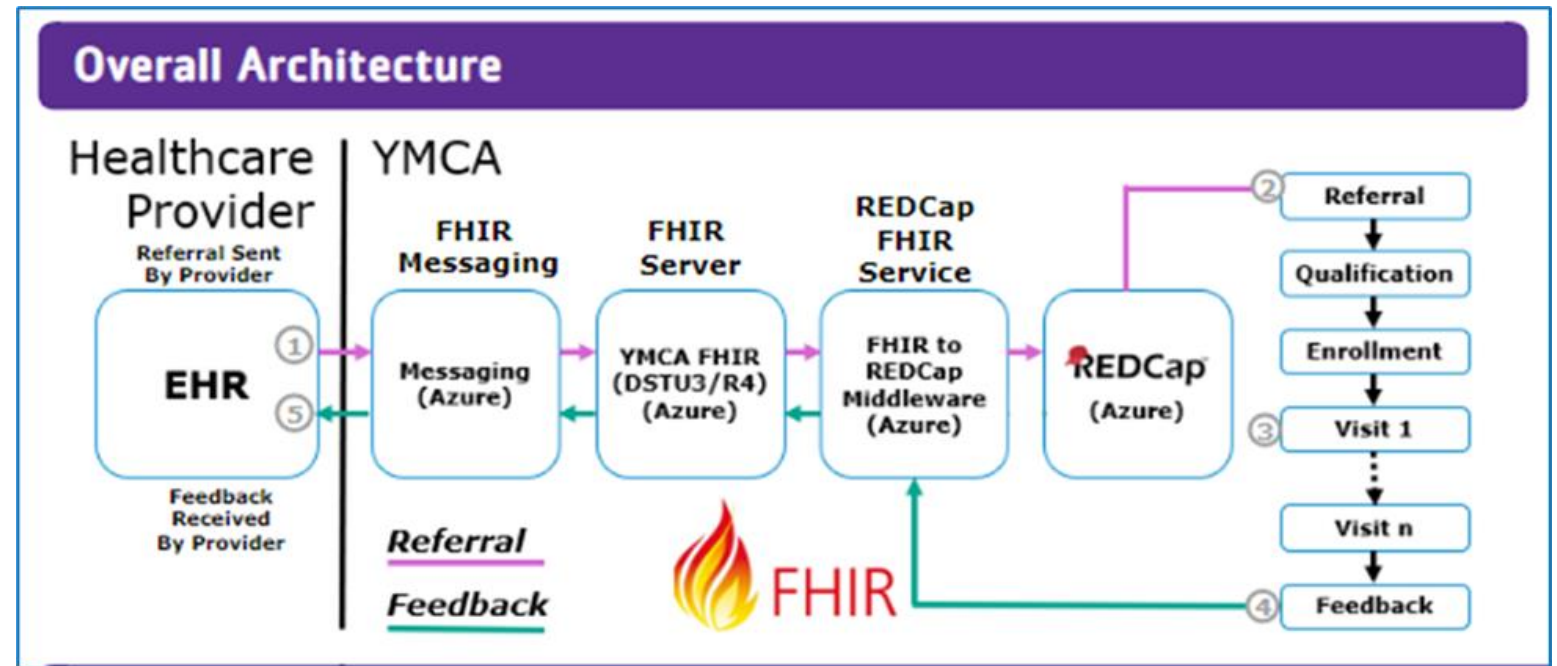 Overall Architecture
Healthcare
Provider
Referral Sent
By Provider
1
EHR
5
Feedback
Received
By Provider
YMCA
FHIR
Messaging
Messaging
(Azure)
FHIR
Server
YMCA FHIR
(DSTU3/R4)
(Azure)
REDCap
FHIR
Service
FHIR to
REDCap
Middleware
(Azure)
REDCap
(Azure)
2
Referral
Qualification
Enrollment
3
Visit 1
Visit n
4
Feedback
Referral
Feedback
FHIR